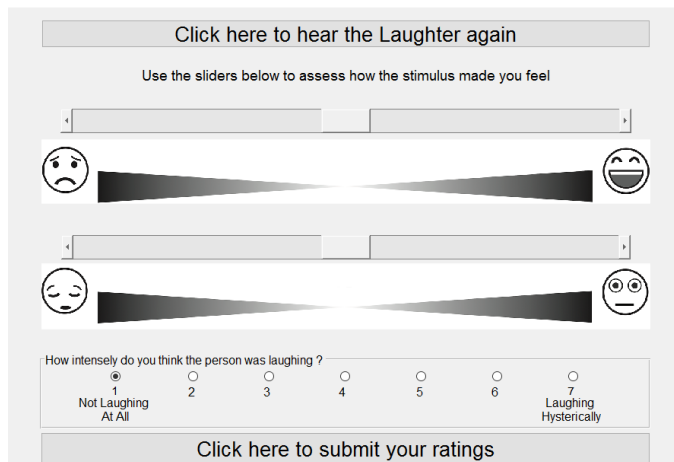 Click here to hear the Laughter again
Use the sliders below to assess how the stimulus made you feel
How intensely do you think the person was laughing ?
1 2 3 4 5 6 7
Not Laughing Laughing
At All Hysterically
Click here to submit your ratings